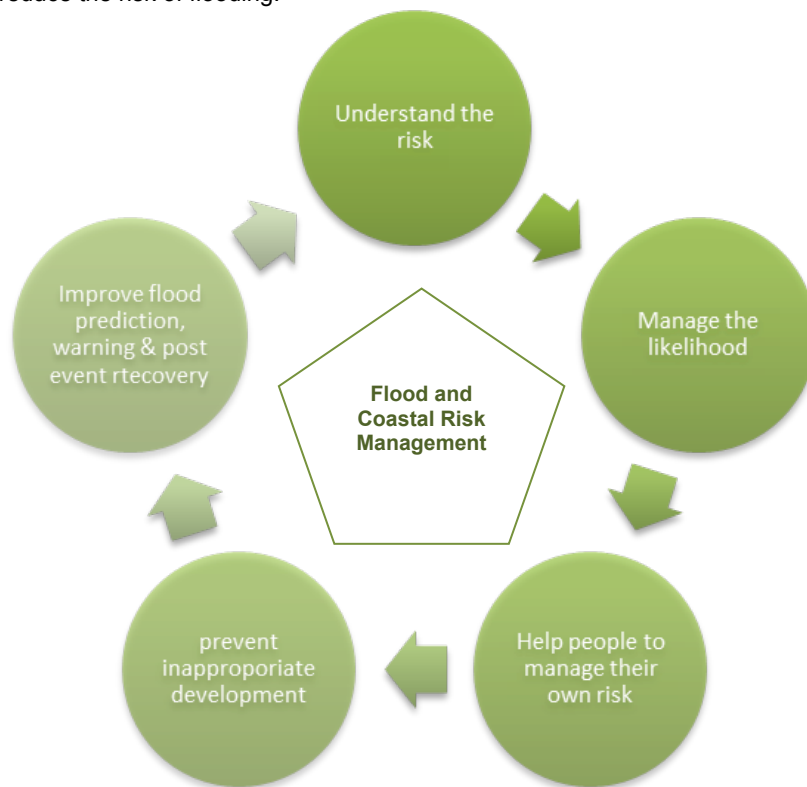 reduce the risk of flooding.
Understand the
risk
Manage the
likelihood
Help people to
manage their
own risk
prevent
inapproporiate
development
Improve flood
prediction,
warning & post
event rtecovery
Flood and
Coastal Risk
Management